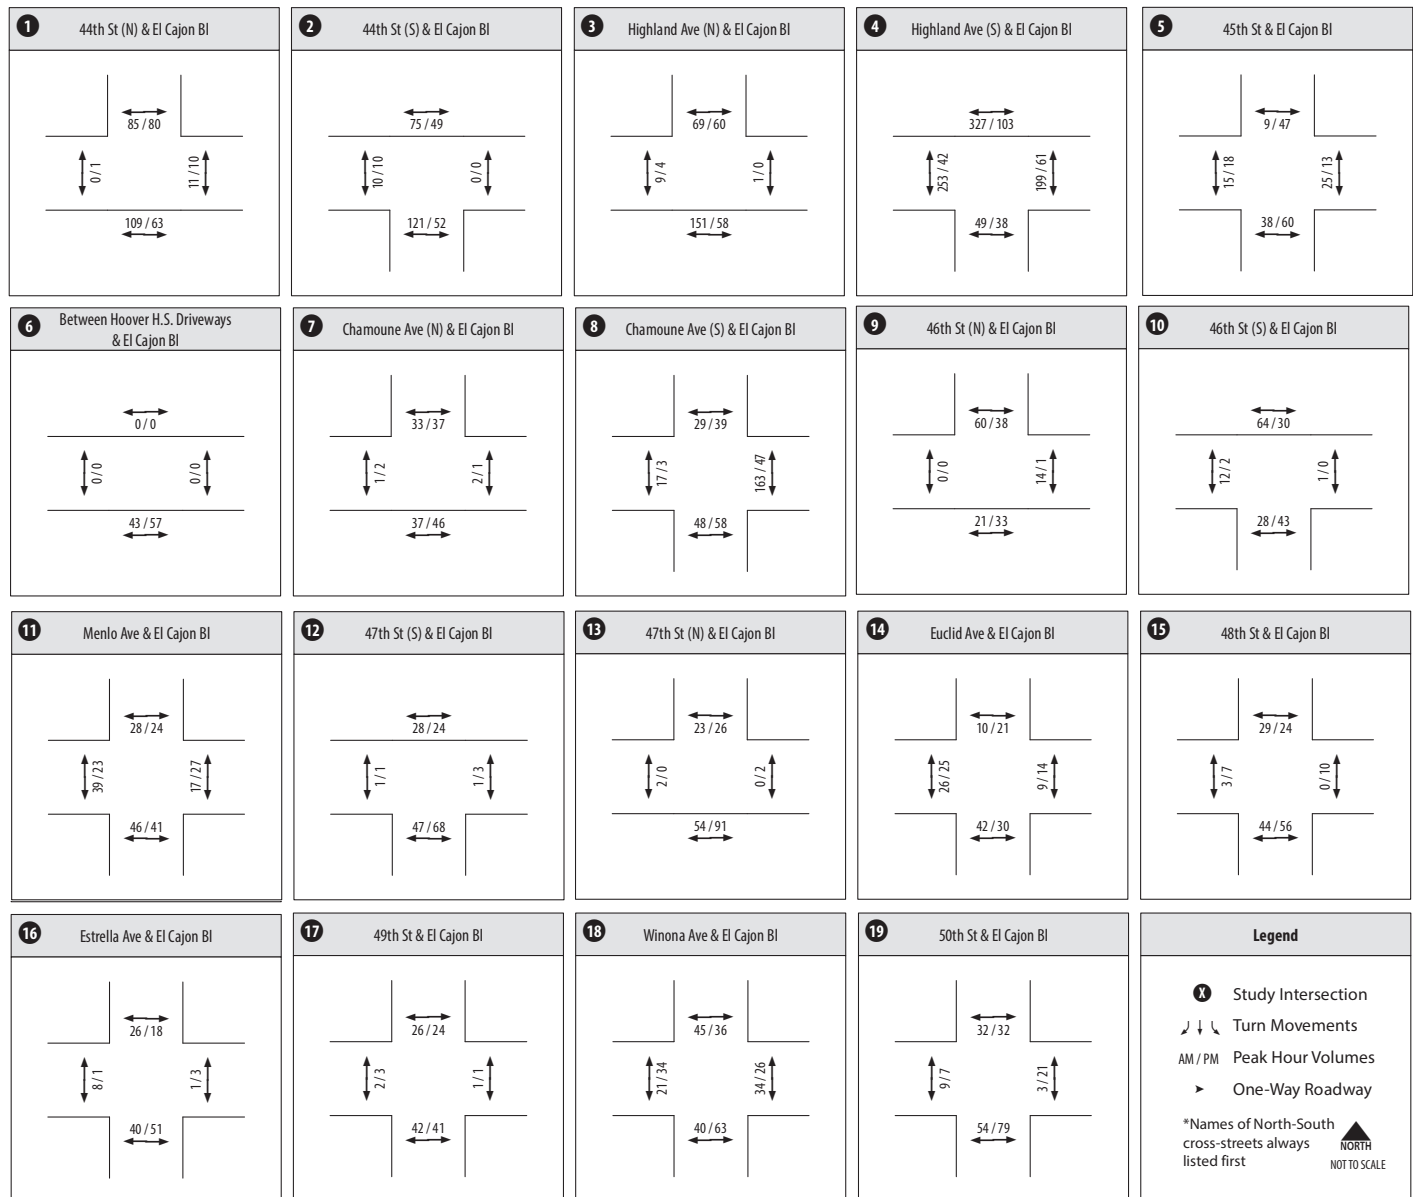 1
44th St (N) & El Cajon Bl
85 / 80
0 / 1
11 / 10
109 / 63
2
44th St (S) & El Cajon Bl
75 / 49
10 / 10
0 / 0
121 / 52
3
Highland Ave (N) & El Cajon Bl
69 / 60
9 / 4
1 / 0
151 / 58
4
Highland Ave (S) & El Cajon Bl
327 / 103
253 / 42
199 / 61
49 / 38
5
45th St & El Cajon Bl
9 / 47
15 / 18
25 / 13
38 / 60
6
Between Hoover H.S. Driveways
& El Cajon Bl
0 / 0
0 / 0
0 / 0
43 / 57
7
Chamoune Ave (N) & El Cajon Bl
33 / 37
1 / 2
2 / 1
37 / 46
8
Chamoune Ave (S) & El Cajon Bl
29 / 39
17 / 3
163 / 47
48 / 58
9
46th St (N) & El Cajon Bl
60 / 38
0 / 0
14 / 1
21 / 33
10
46th St (S) & El Cajon Bl
64 / 30
12 / 2
1 / 0
28 / 43
11
Menlo Ave & El Cajon Bl
28 / 24
39 / 23
17 / 27
46 / 41
12
47th St (S) & El Cajon Bl
28 / 24
1 / 1
1 / 3
47 / 68
13
47th St (N) & El Cajon Bl
23 / 26
2 / 0
0 / 2
54 / 91
14
Euclid Ave & El Cajon Bl
10 / 21
26 / 25
9 / 14
42 / 30
15
48th St & El Cajon Bl
29 / 24
3 / 7
0 / 10
44 / 56
16
Estrella Ave & El Cajon Bl
26 / 18
8 / 1
1 / 3
40 / 51
17
49th St & El Cajon Bl
26 / 24
2 / 3
1 / 1
42 / 41
18
Winona Ave & El Cajon Bl
45 / 36
21 / 34
34 / 26
40 / 63
19
50th St & El Cajon Bl
32 / 32
9 / 7
3 / 21
54 / 79
Legend
X Study Intersection
Turn Movements
AM / PM Peak Hour Volumes
One-Way Roadway
*Names of North-South
cross-streets always
listed first
NORTH
NOT TO SCALE